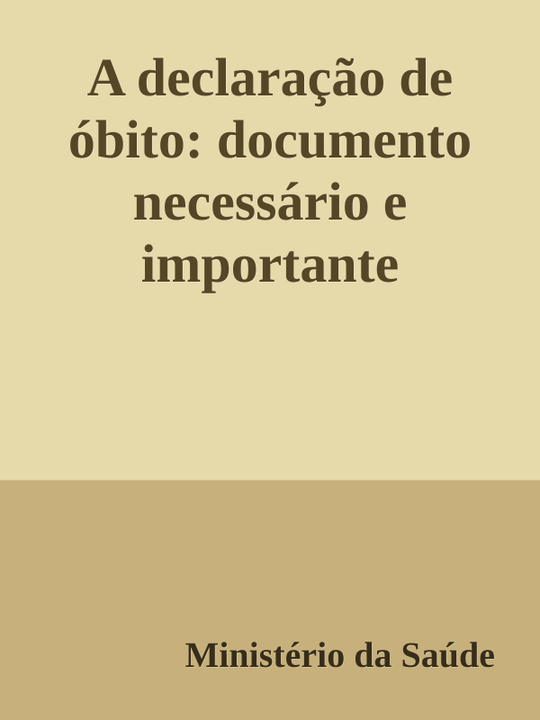 A declaração de
óbito: documento
necessário e
importante
Ministério da Saúde